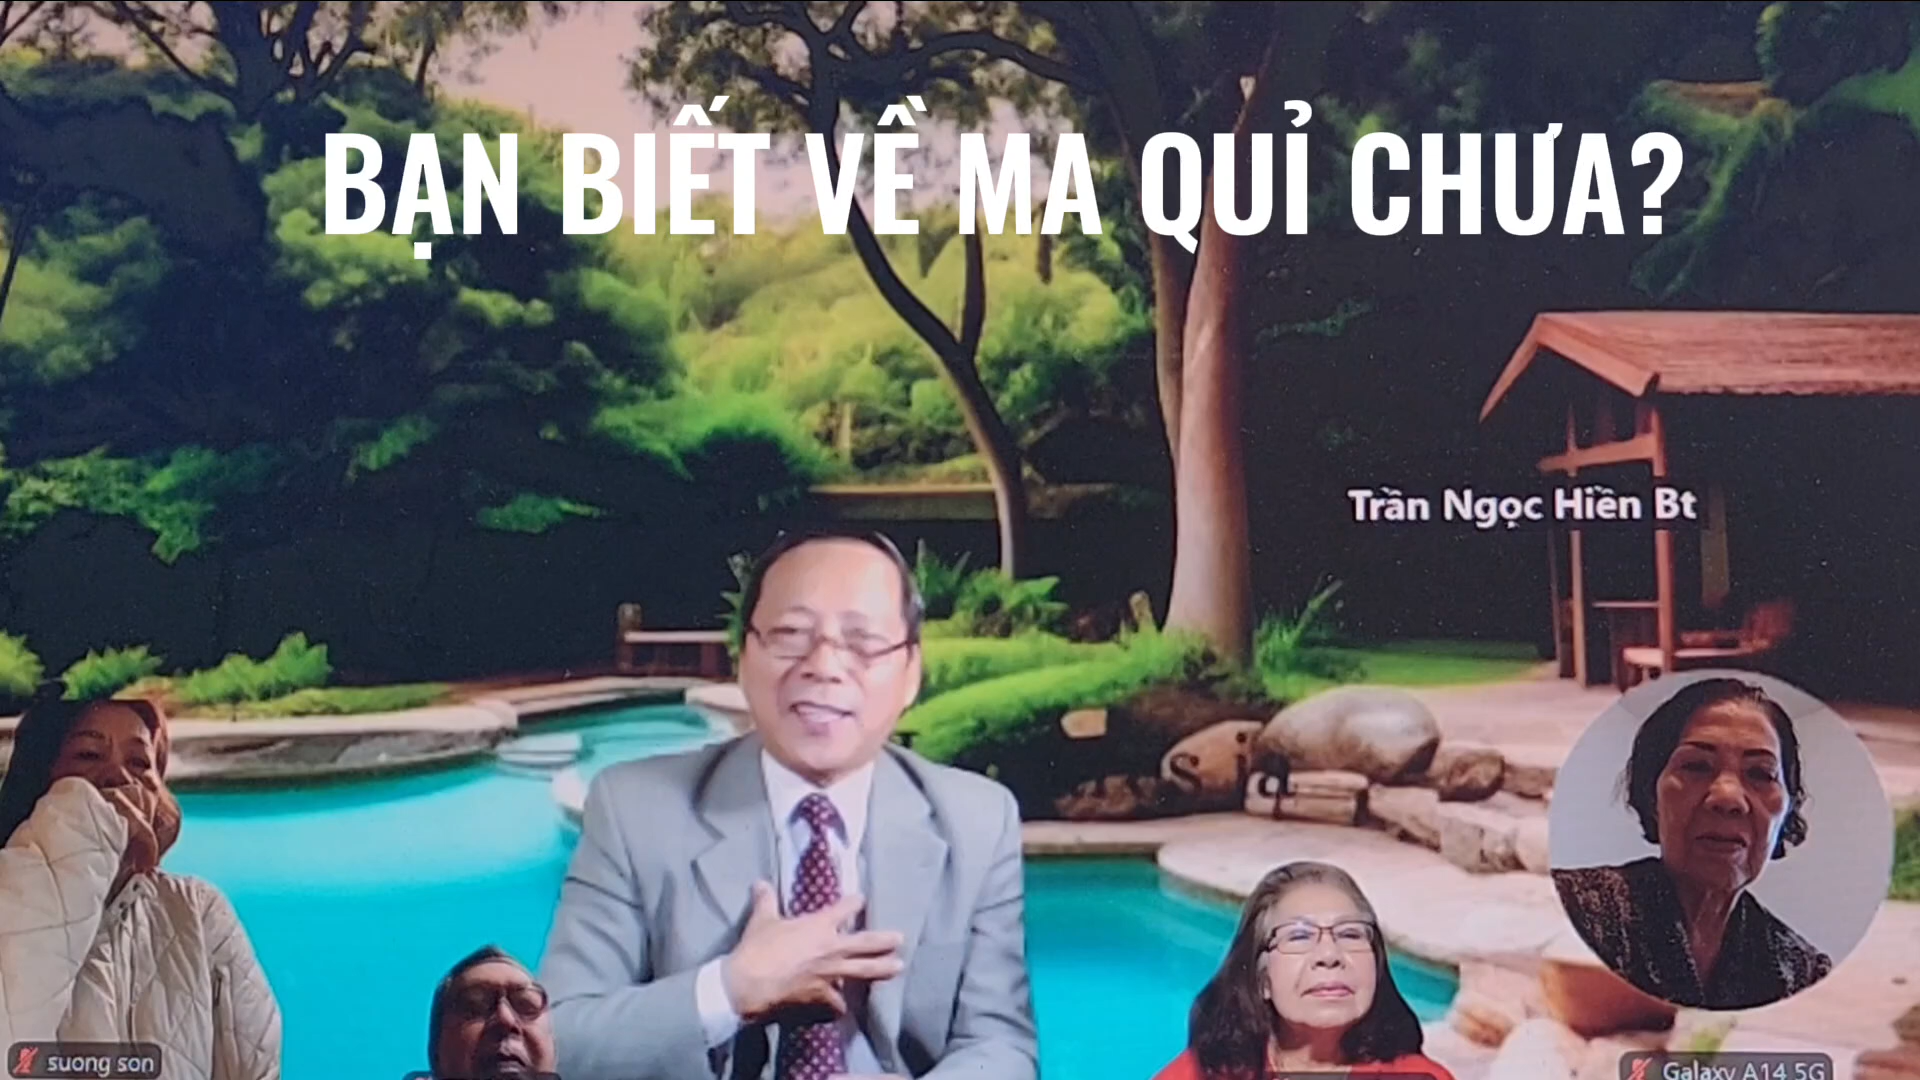 BẠN BIẾT VỀ MA QUỈ CHƯA?
Trần Ngọc Hiền Bt
suong son
Galaxy A14 5G